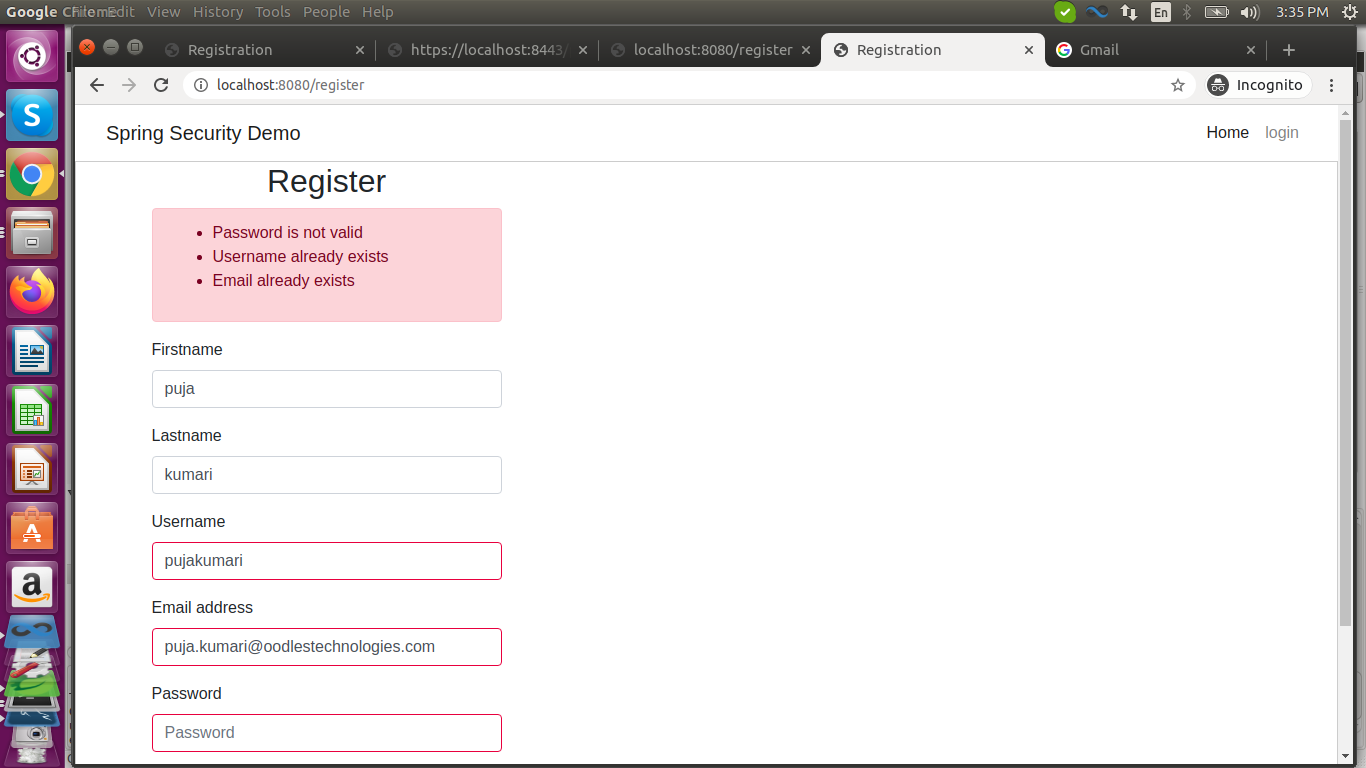 Google Chrome File Edit View History Tools People Help
En 3:35 PM
Registration
https://localhost:8443/
localhost:8080/register
Registration
Gmail
localhost:8080/register
Incognito
Spring Security Demo
Home login
Register
Password is not valid
Username already exists
Email already exists
Firstname
puja
Lastname
kumari
Username
pujakumari
Email address
puja.kumari@oodlestechnologies.com
Password
Password